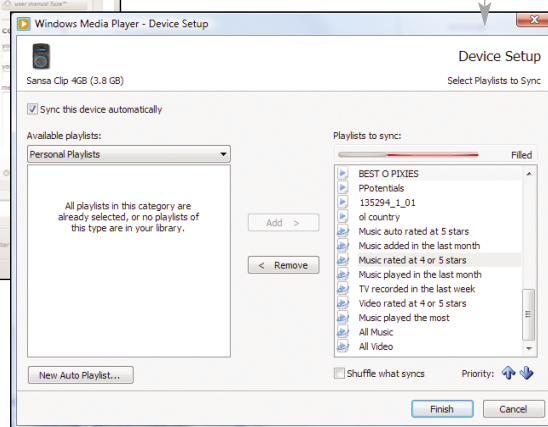 user manual fuze™
Windows Media Player - Device Setup
Device Setup
Sansa Clip 4GB (3.8 GB)
Select Playlists to Sync
Sync this device automatically
Available playlists:
Personal Playlists
All playlists in this category are
already selected, or no playlists of
this type are in your library.
New Auto Playlist...
Add >
< Remove
Playlists to sync:
Filled
BEST O PIXIES
PPotentials
135294_1_01
ol country
Music auto rated at 5 stars
Music added in the last month
Music rated at 4 or 5 stars
Music played in the last month
TV recorded in the last week
Video rated at 4 or 5 stars
Music played the most
All Music
All Video
Shuffle what syncs
Priority:
Finish
Cancel